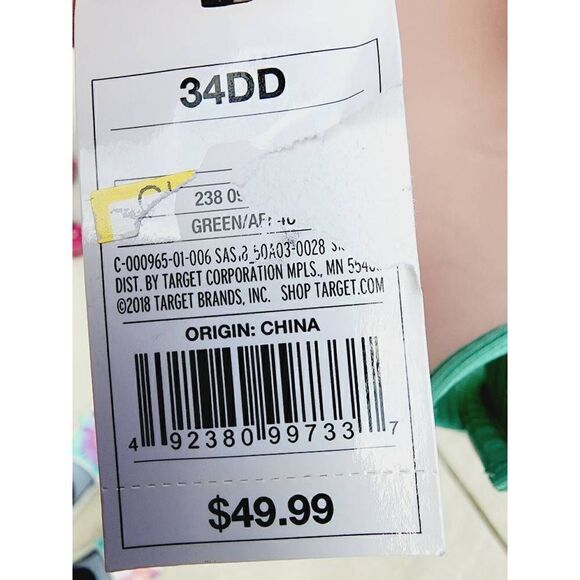 34DD
238 09
GREEN/
C-000965-01-006
DIST. BY TARGET CORPORATION MPLS., MN
©2018 TARGET BRANDS, INC. SHOP TARGET.COM
ORIGIN: CHINA
4 92380 99733 7
$49.99